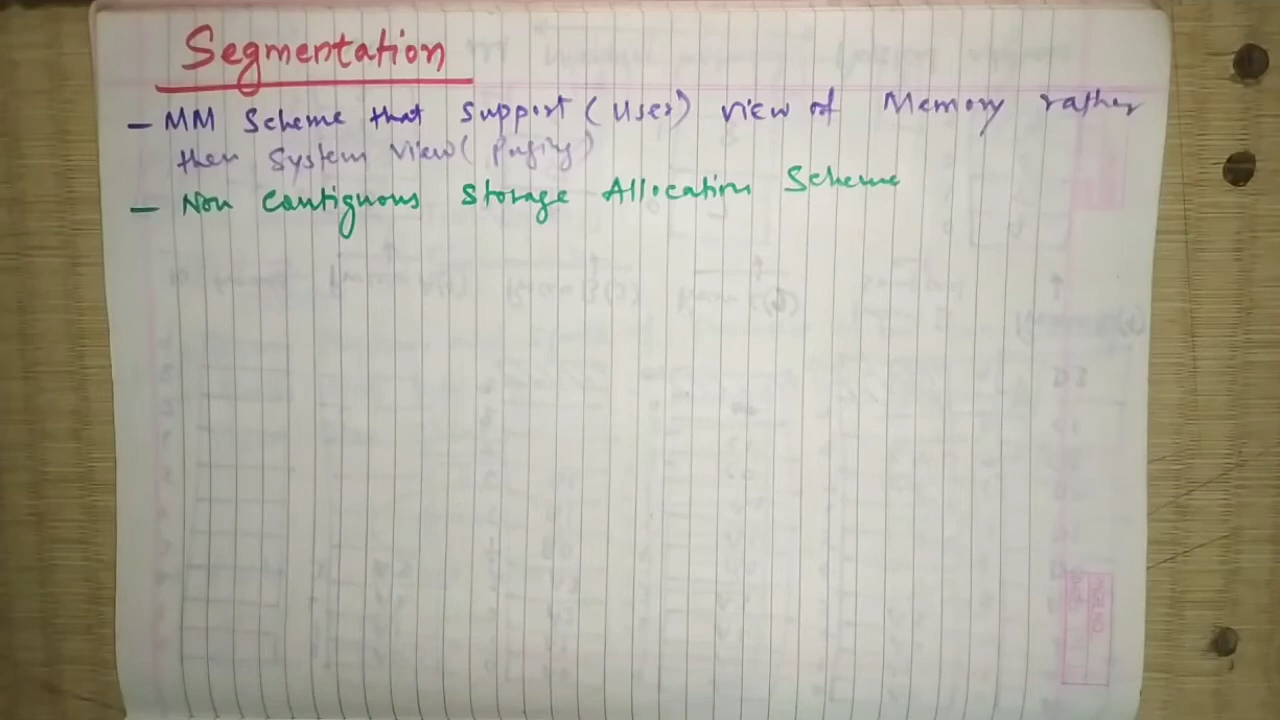 Segmentation
- MM Scheme that support (User) view of Memory rather
then System view (Paging)
- Non Contiguous Storage Allocation Scheme